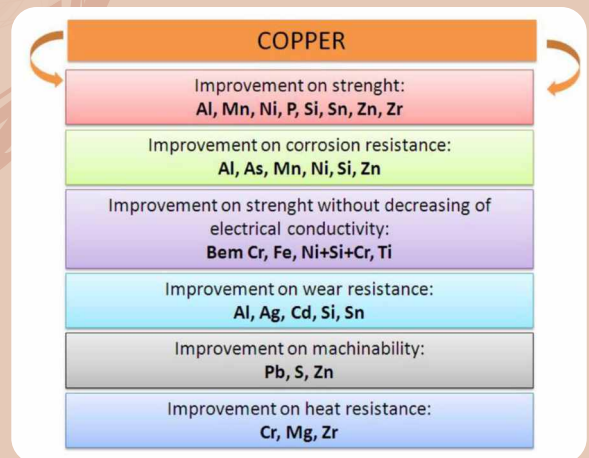 COPPER
Improvement on strenght:
Al, Mn, Ni, P, Si, Sn, Zn, Zr
Improvement on corrosion resistance:
Al, As, Mn, Ni, Si, Zn
Improvement on strenght without decreasing of
electrical conductivity:
Bem Cr, Fe, Ni+Si+Cr, Ti
Improvement on wear resistance:
Al, Ag, Cd, Si, Sn
Improvement on machinability:
Pb, S, Zn
Improvement on heat resistance:
Cr, Mg, Zr